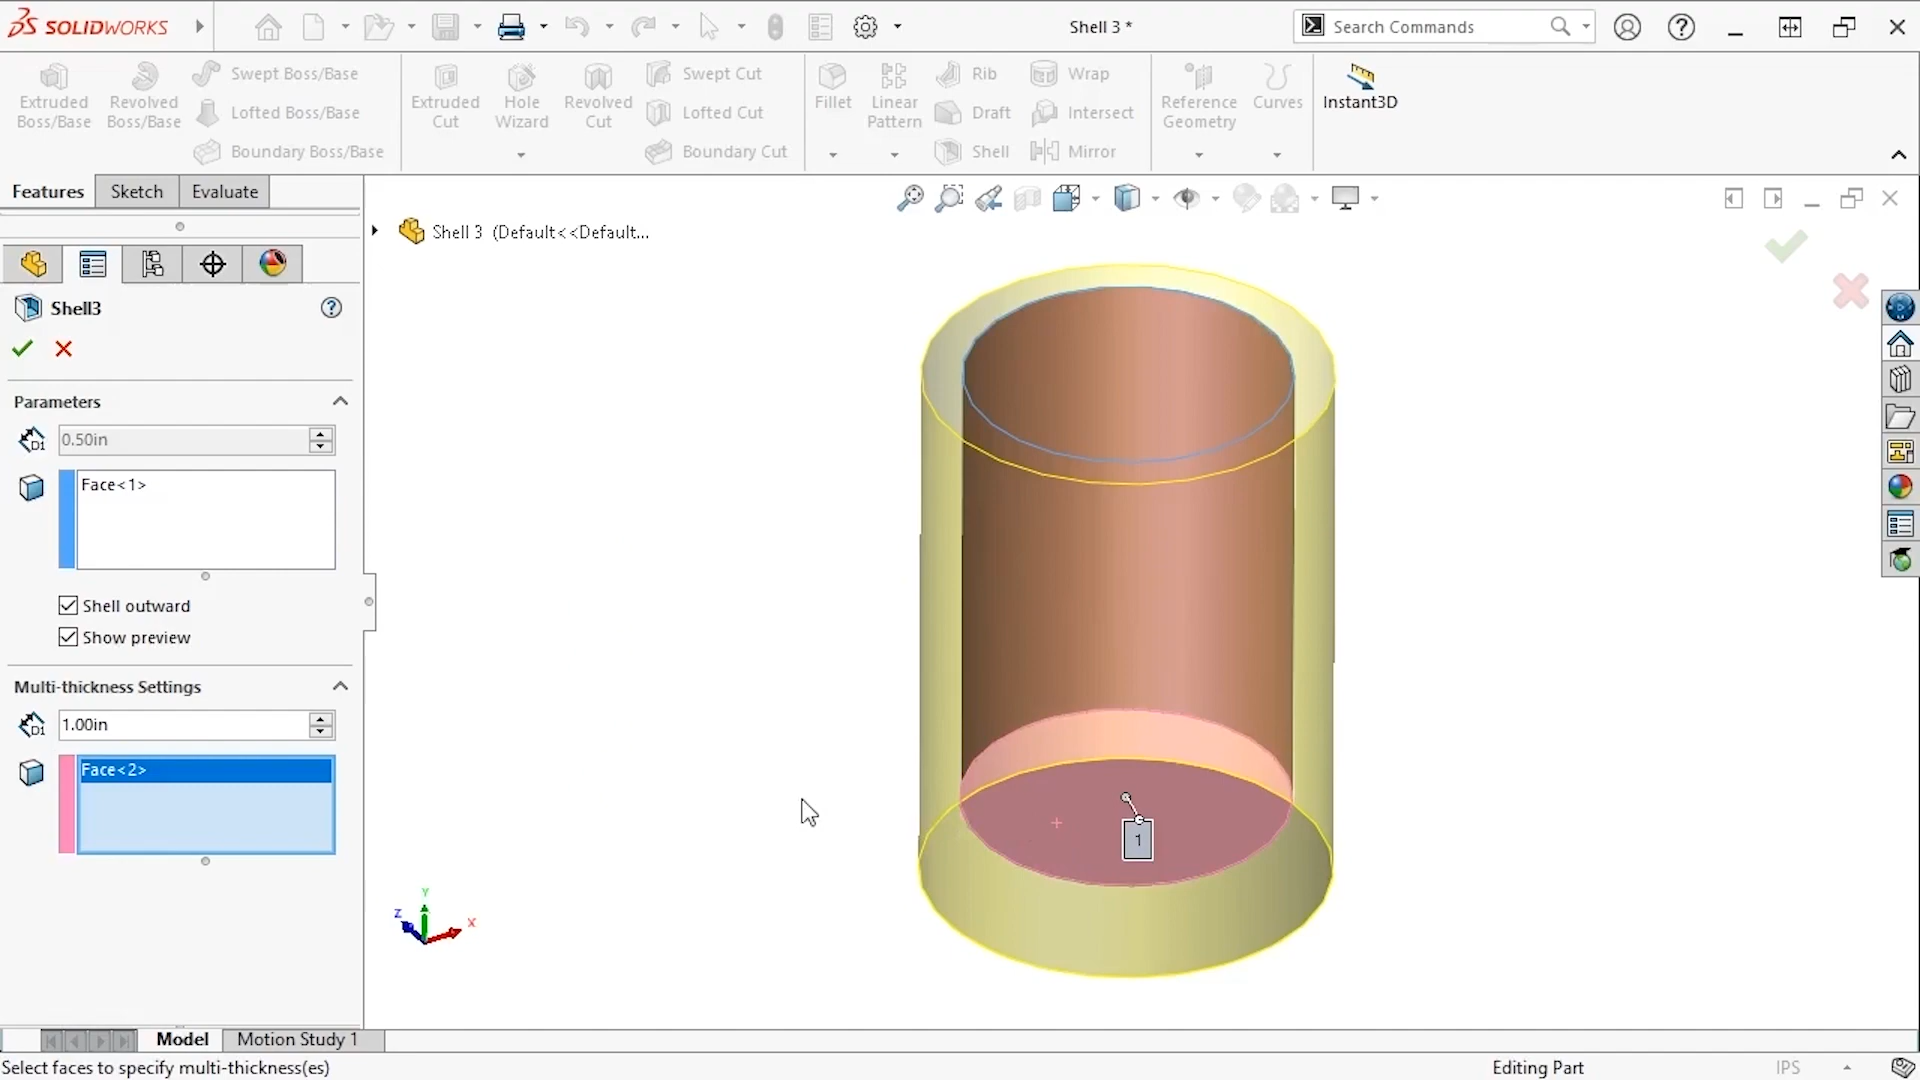 SOLIDWORKS
Shell 3 *
Search Commands
Extruded Boss/Base
Revolved Boss/Base
Swept Boss/Base
Lofted Boss/Base
Boundary Boss/Base
Extruded Cut
Hole Wizard
Revolved Cut
Swept Cut
Lofted Cut
Boundary Cut
Fillet
Linear Pattern
Rib
Draft
Shell
Wrap
Intersect
Mirror
Reference Geometry
Curves
Instant3D
Features
Sketch
Evaluate
Shell 3 (Default<<Default...
Shell3
Parameters
D1
0.50in
Face<1>
Shell outward
Show preview
Multi-thickness Settings
D1
1.00in
Face<2>
1
Y
Z
X
Model
Motion Study 1
Select faces to specify multi-thickness(es)
Editing Part
IPS